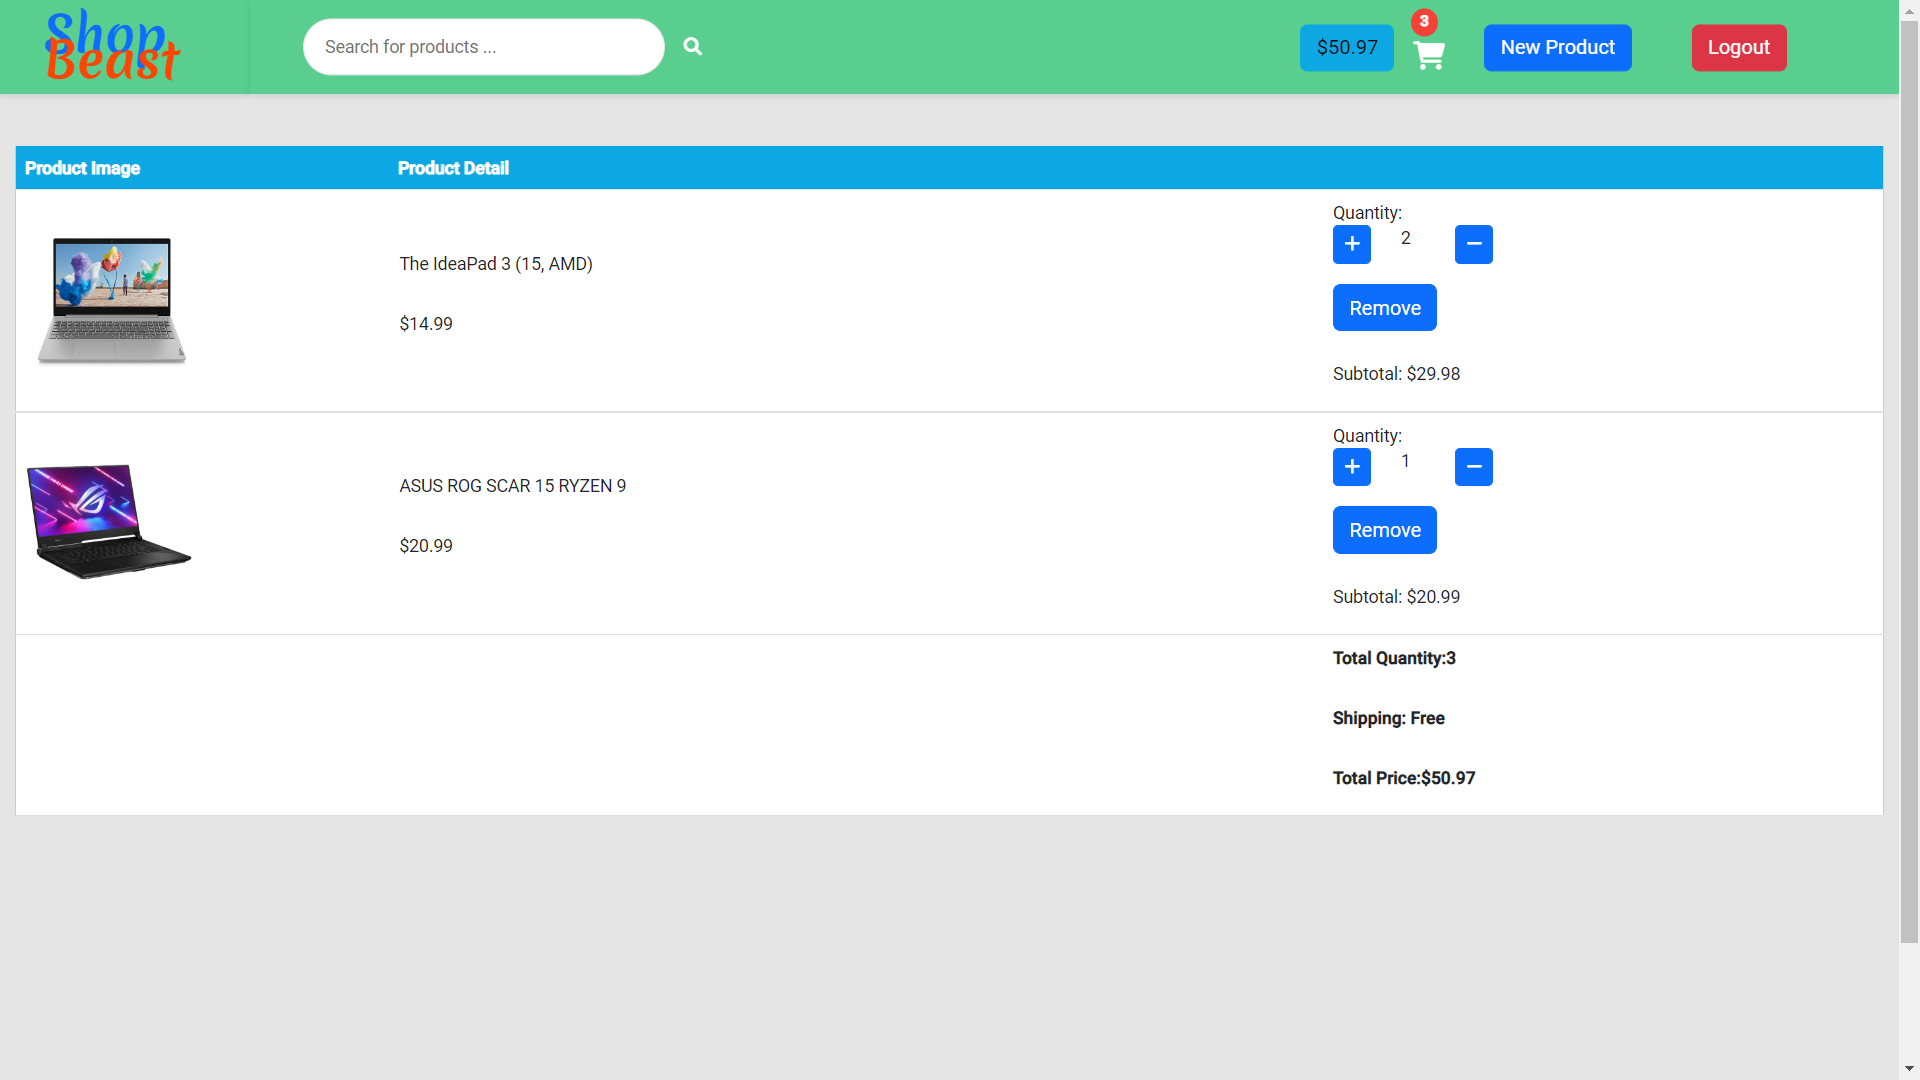 Shop
Beast
Search for products ...
$50.97
3
New Product
Logout
Product Image
Product Detail
The IdeaPad 3 (15, AMD)
$14.99
Quantity:
+ 2 −
Remove
Subtotal: $29.98
ASUS ROG SCAR 15 RYZEN 9
$20.99
Quantity:
+ 1 −
Remove
Subtotal: $20.99
Total Quantity:3
Shipping: Free
Total Price:$50.97